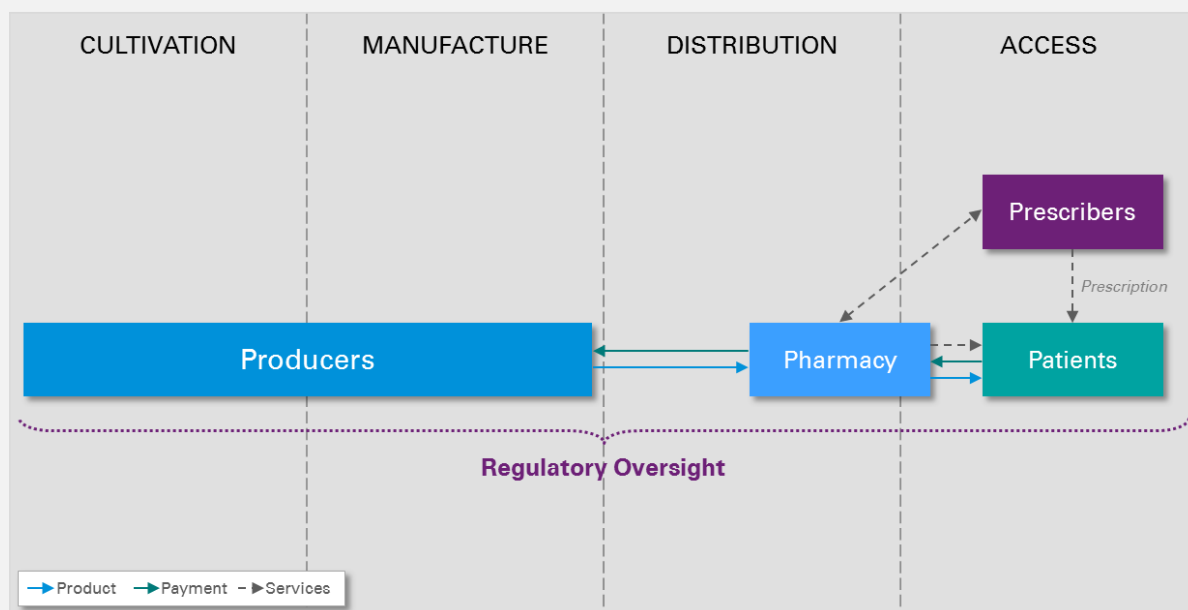 CULTIVATION
MANUFACTURE
DISTRIBUTION
ACCESS
Prescribers
Prescription
Producers
Pharmacy
Patients
Regulatory Oversight
Product
Payment
Services